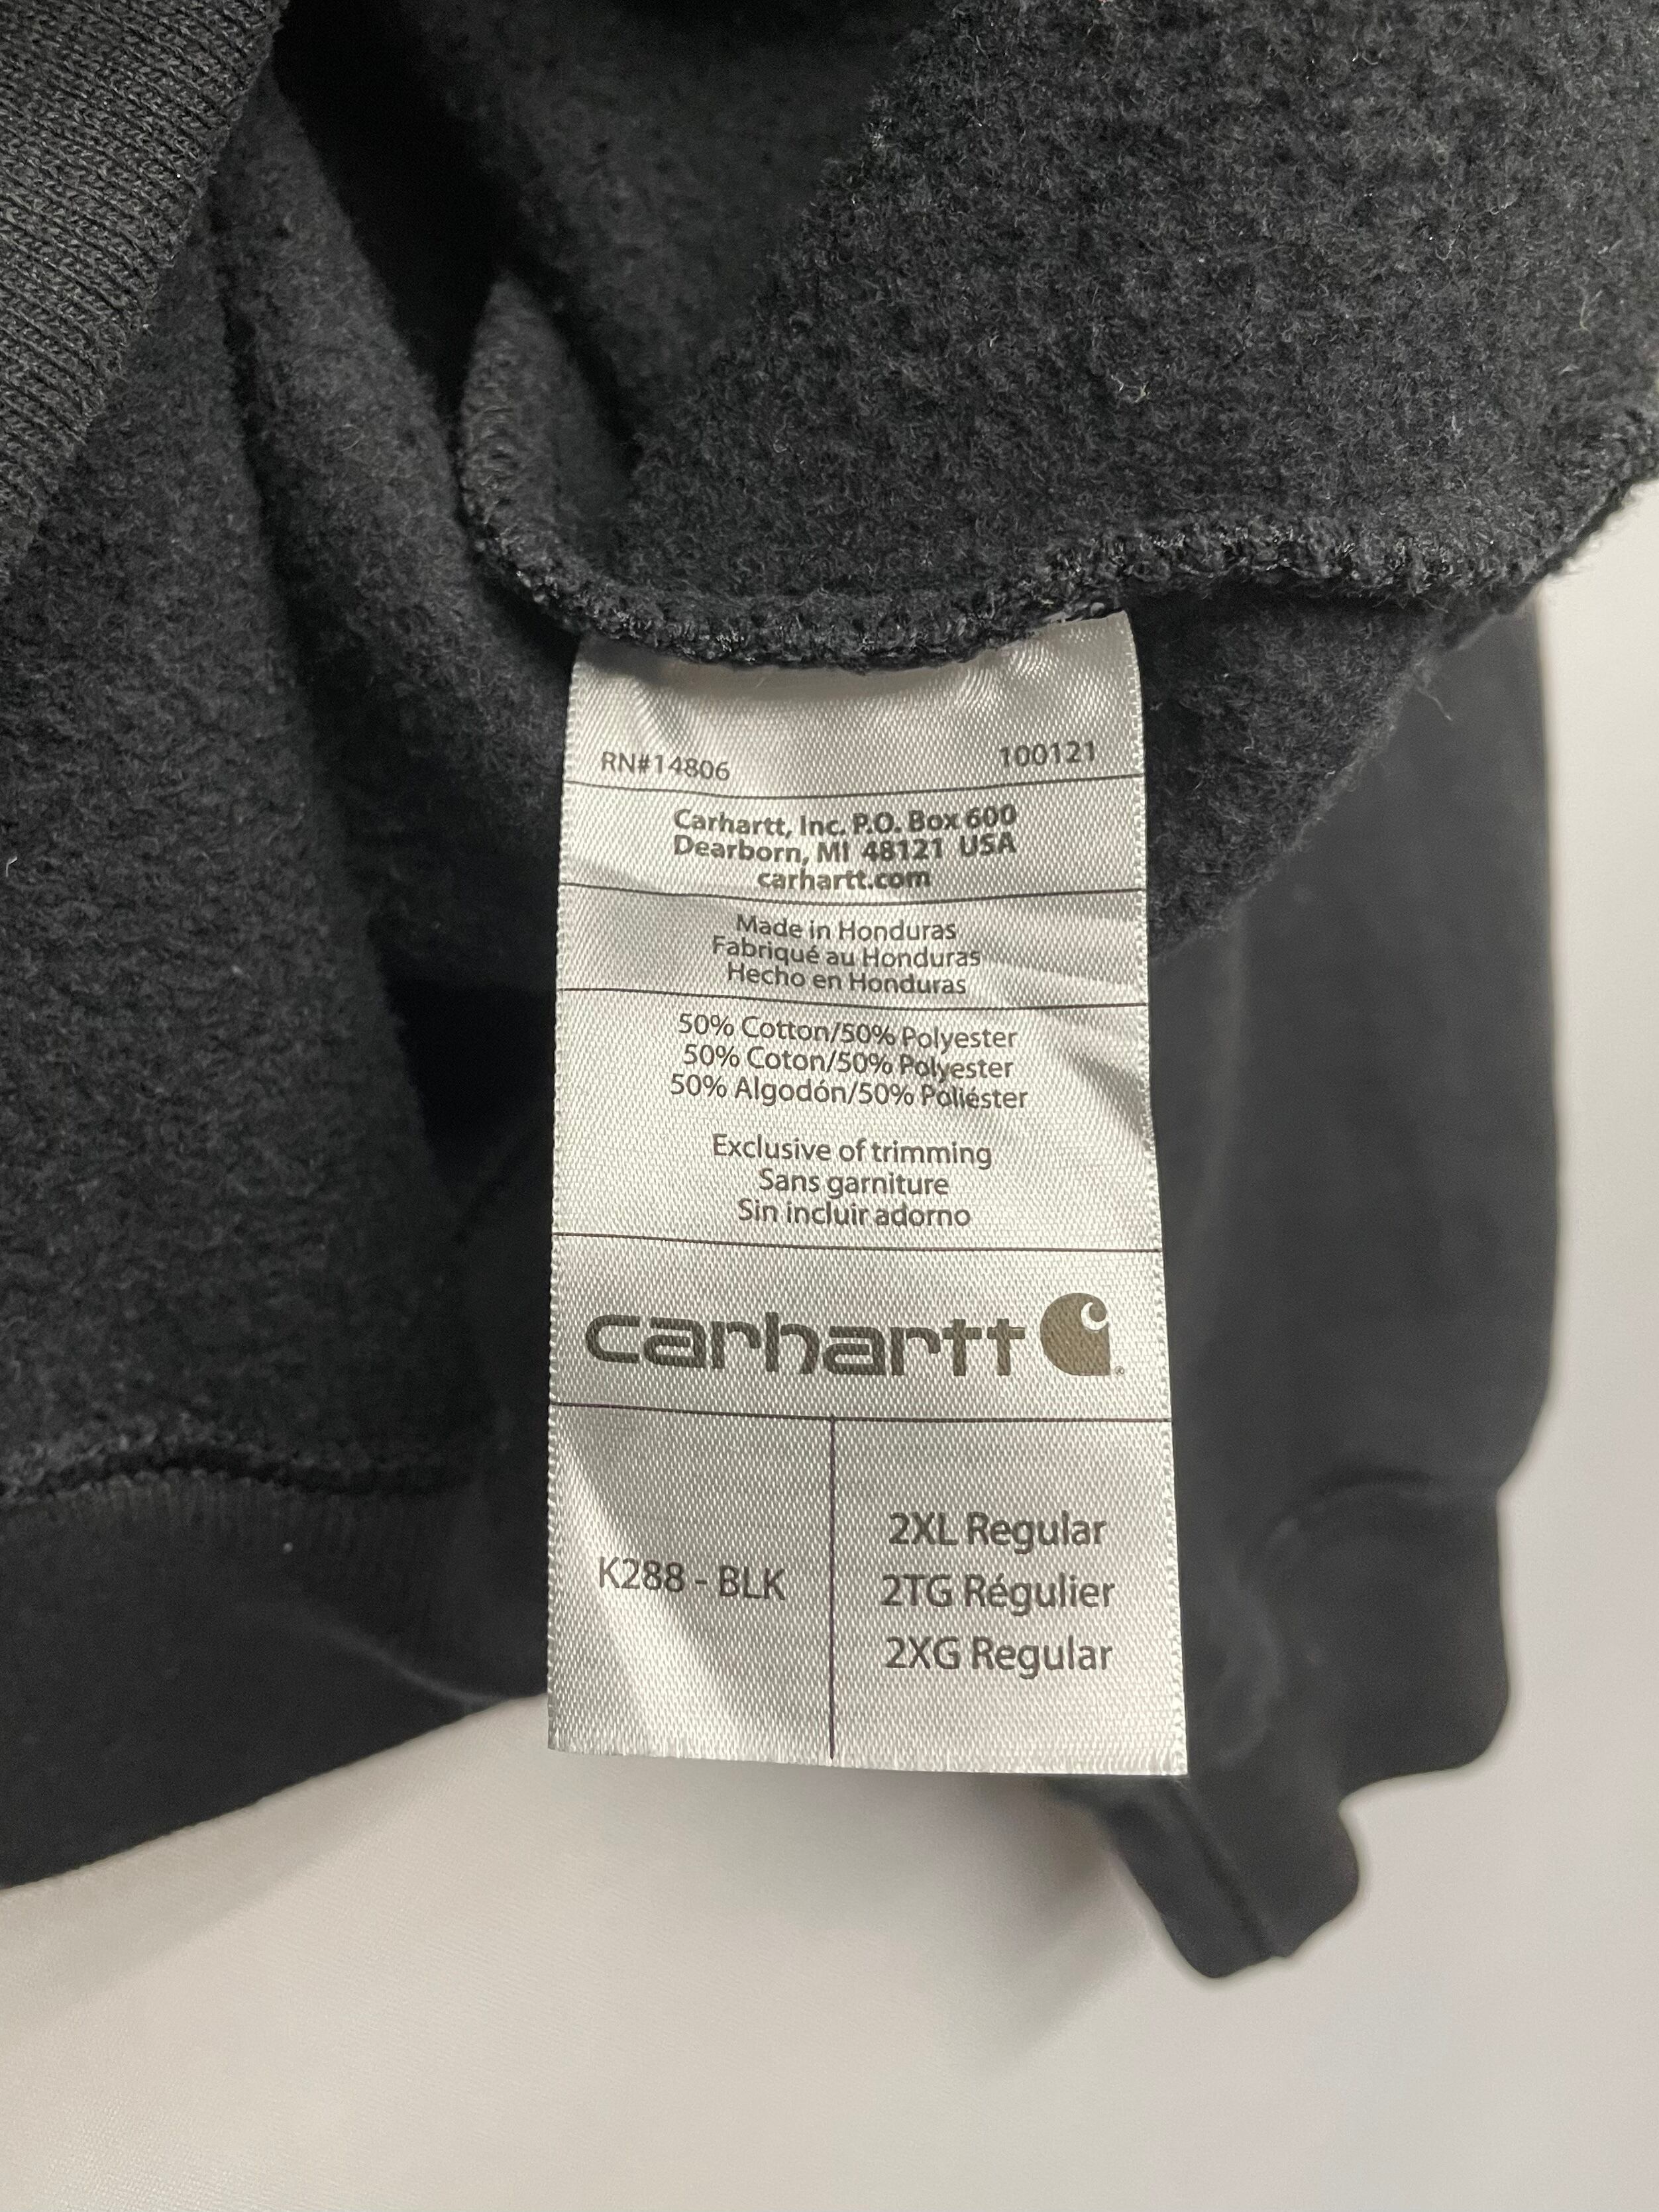 RN#14806 100121
Carhartt, Inc. P.O. Box 600
Dearborn, MI 48121 USA
carhartt.com
Made in Honduras
Fabriqué au Honduras
Hecho en Honduras
50% Cotton/50% Polyester
50% Coton/50% Polyester
50% Algodón/50% Poliéster
Exclusive of trimming
Sans garniture
Sin incluir adorno
carhartt
K288 - BLK
2XL Regular
2TG Régulier
2XG Regular